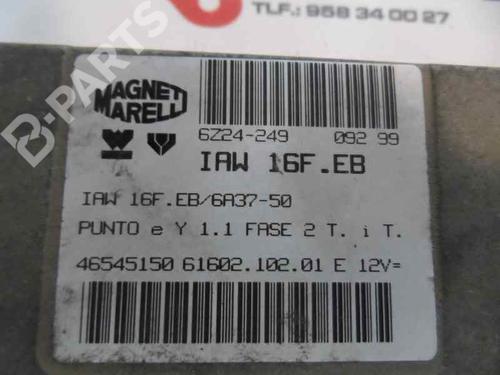 TLFS.: 958 34 00 27
B-PARTS
MAGNETI
MARELLI
6Z24-249 092 99
IAW 16F.EB
IAW 16F.EB/6A37-50
PUNTO e Y 1.1 FASE 2 T. i T.
46545150 61602.102.01 E 12V=